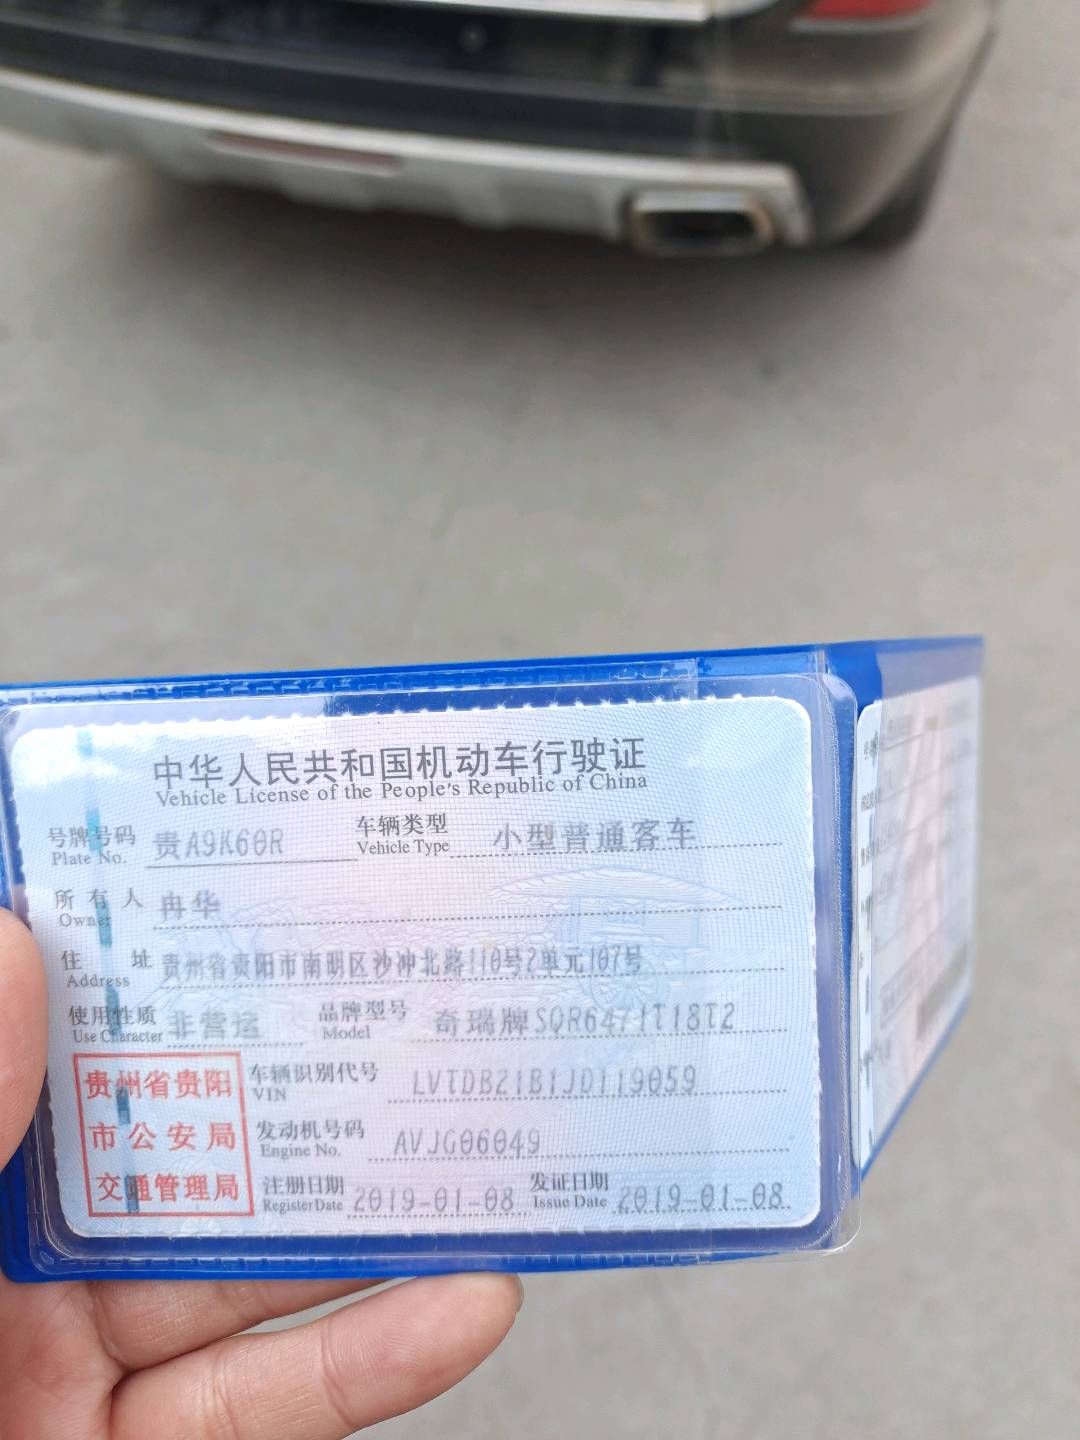 中华人民共和国机动车行驶证
Vehicle License of the People's Republic of China
号牌号码 贵A9K60R 车辆类型 小型普通客车
Plate No. Vehicle Type
所有人 冉华
Owner
住址 贵州省贵阳市南明区沙冲北路110号2单元107号
Address
使用性质 非营运 品牌型号 奇瑞牌SQR6471T18T2
Use Character Model
贵州省贵阳
市公安局
交通管理局
车辆识别代号 LVTDB21B1JD119059
VIN
发动机号码 AVJG06049
Engine No.
注册日期 2019-01-08 发证日期 2019-01-08
Register Date Issue Date